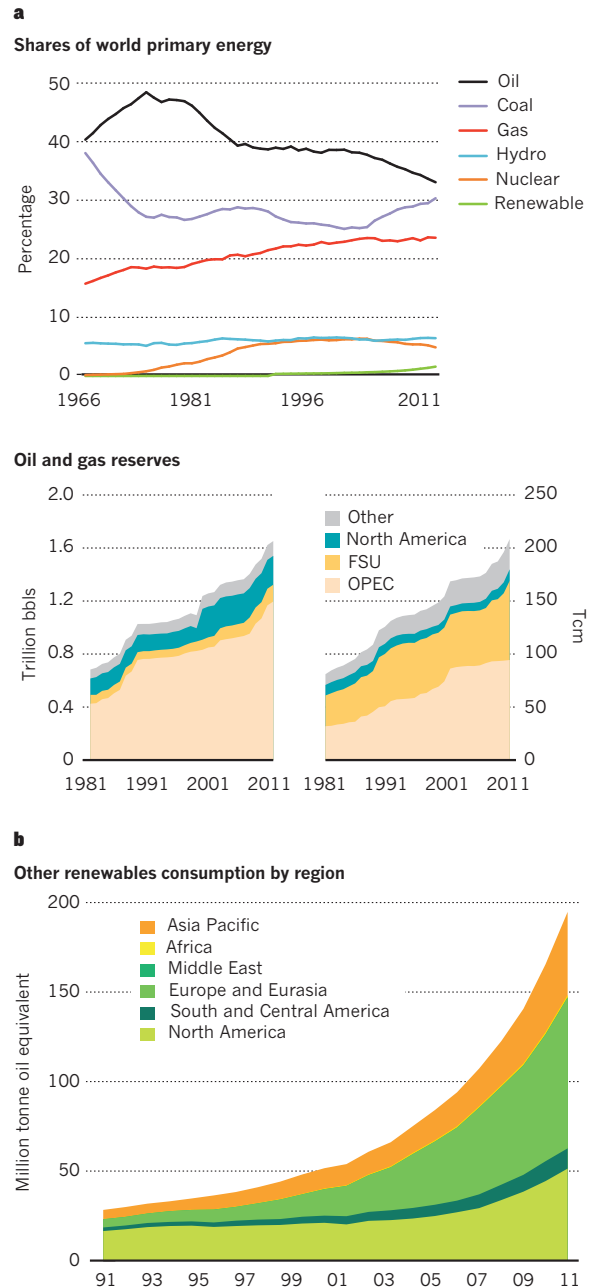 a
Shares of world primary energy
50
40
30
20
10
0
Percentage
1966 1981 1996 2011
Oil
Coal
Gas
Hydro
Nuclear
Renewable
Oil and gas reserves
2.0
1.6
1.2
0.8
0.4
0
Trillion bbls
1981 1991 2001 2011
Other
North America
FSU
OPEC
250
200
150
100
50
0
Tcm
1981 1991 2001 2011
b
Other renewables consumption by region
200
150
100
50
0
Million tonne oil equivalent
Asia Pacific
Africa
Middle East
Europe and Eurasia
South and Central America
North America
91 93 95 97 99 01 03 05 07 09 11